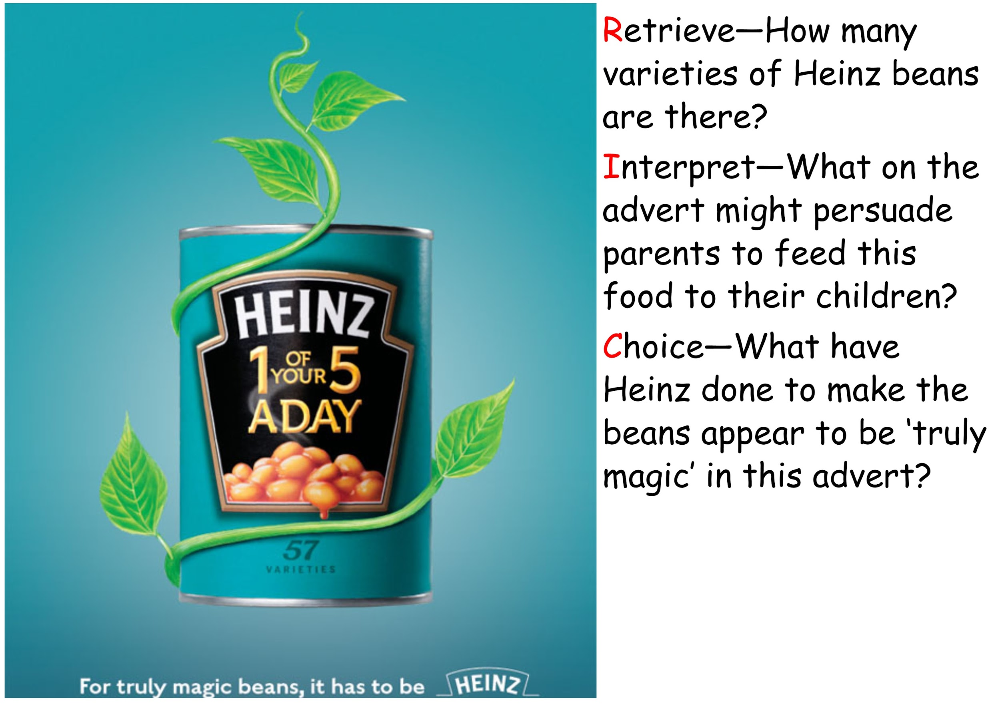 HEINZ
1 OF YOUR 5
A DAY
57
VARIETIES
For truly magic beans, it has to be HEINZ
Retrieve—How many
varieties of Heinz beans
are there?
Interpret—What on the
advert might persuade
parents to feed this
food to their children?
Choice—What have
Heinz done to make the
beans appear to be ‘truly
magic’ in this advert?